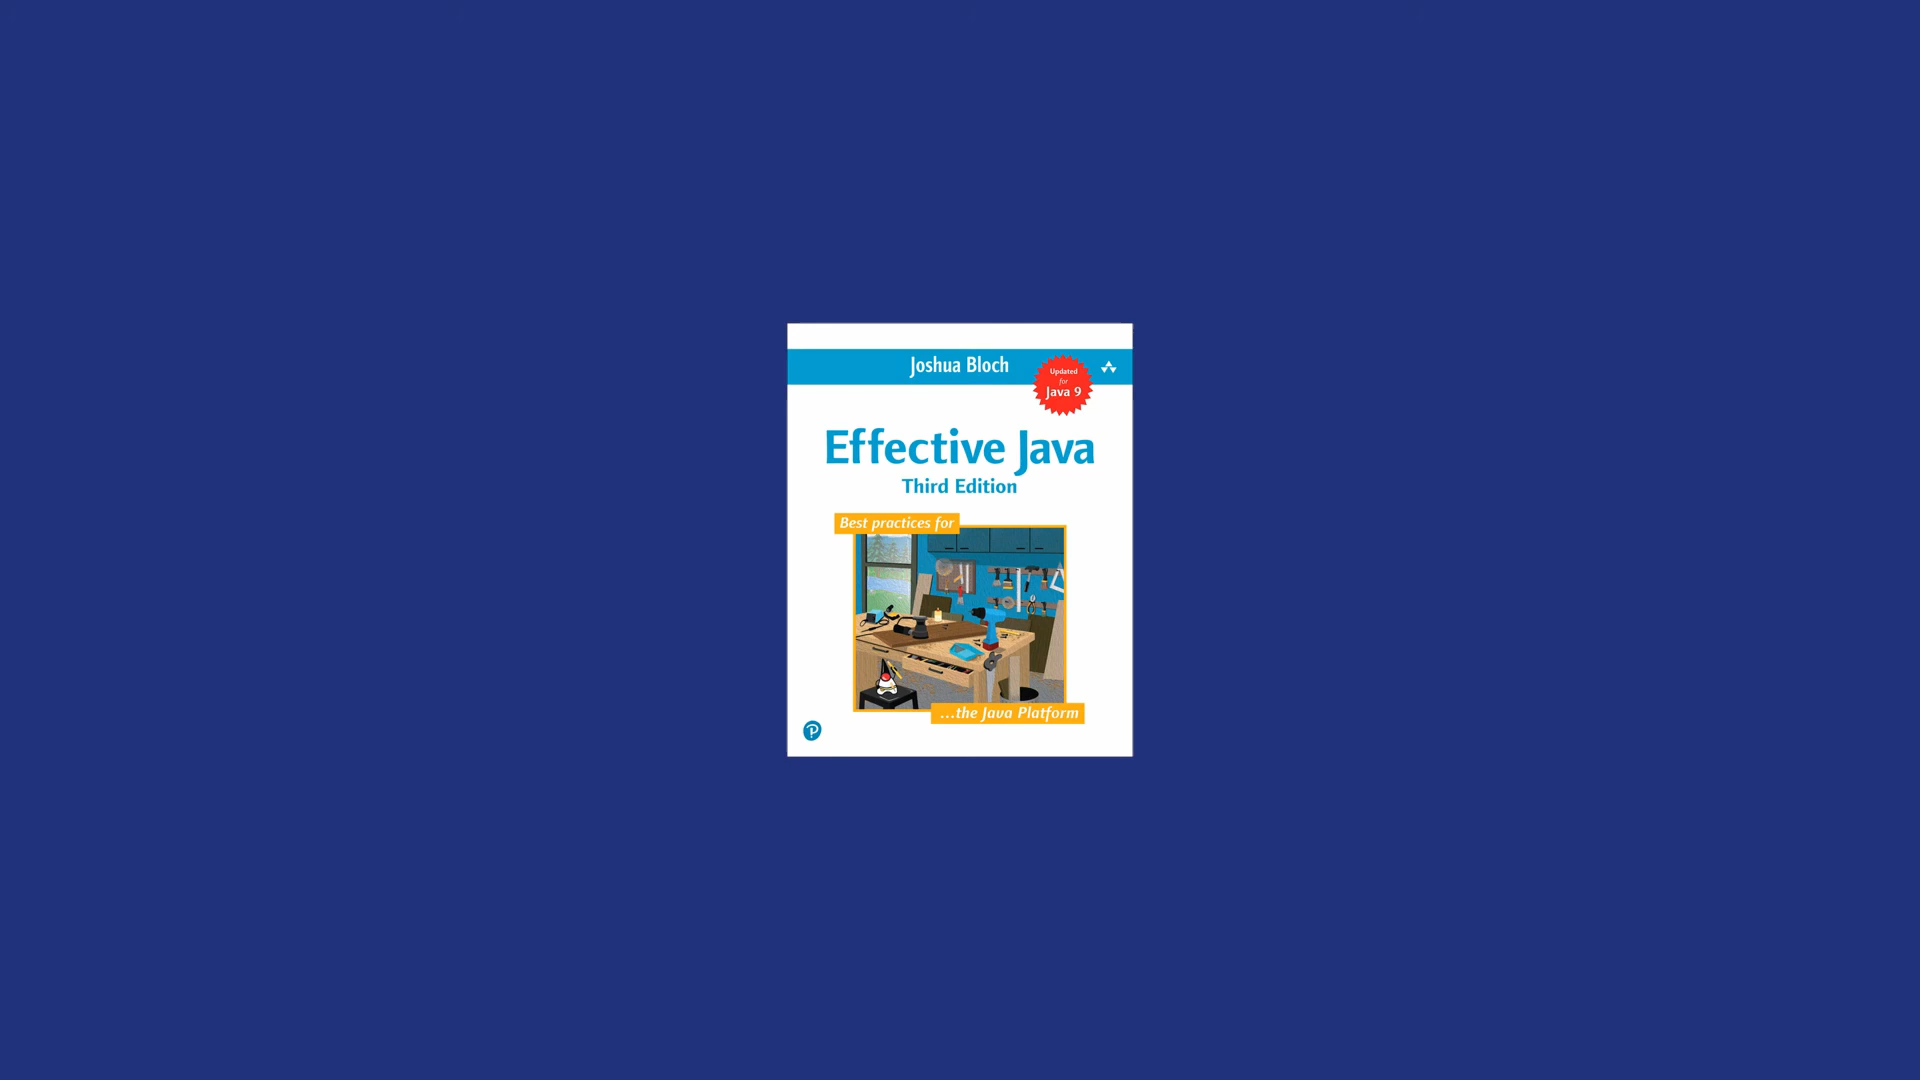 Joshua Bloch
Updated
for
Java 9
Effective Java
Third Edition
Best practices for
...the Java Platform
P